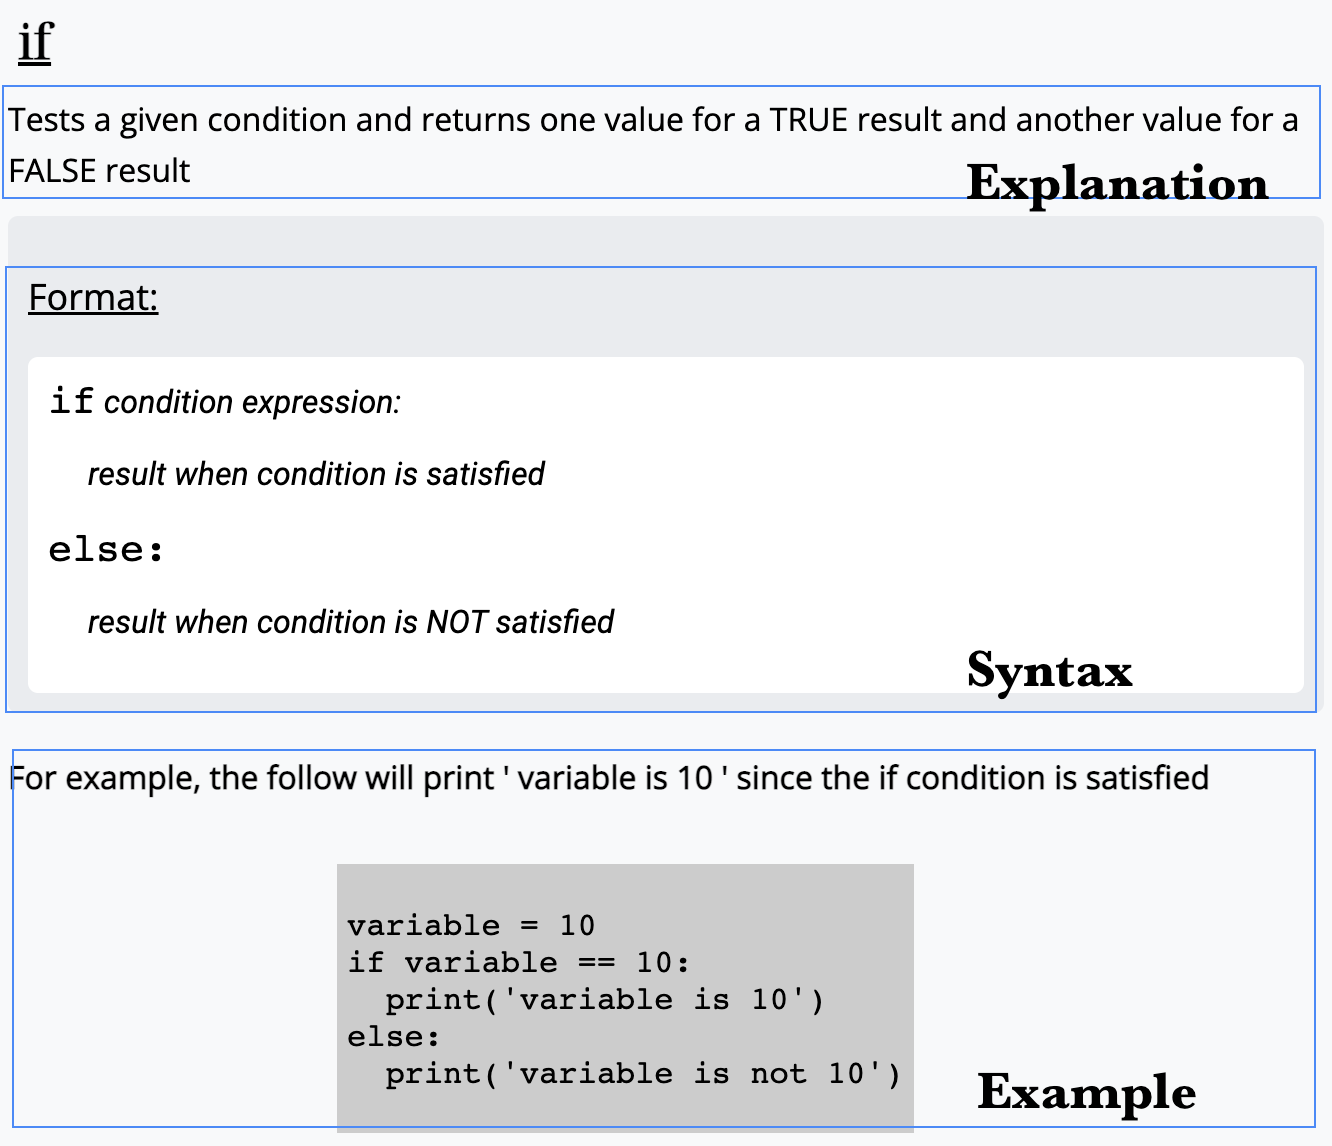 if
Tests a given condition and returns one value for a TRUE result and another value for a
FALSE result
Explanation
Format:
if condition expression:
result when condition is satisfied
else:
result when condition is NOT satisfied
Syntax
For example, the follow will print ' variable is 10 ' since the if condition is satisfied
variable = 10
if variable == 10:
  print('variable is 10')
else:
  print('variable is not 10')
Example